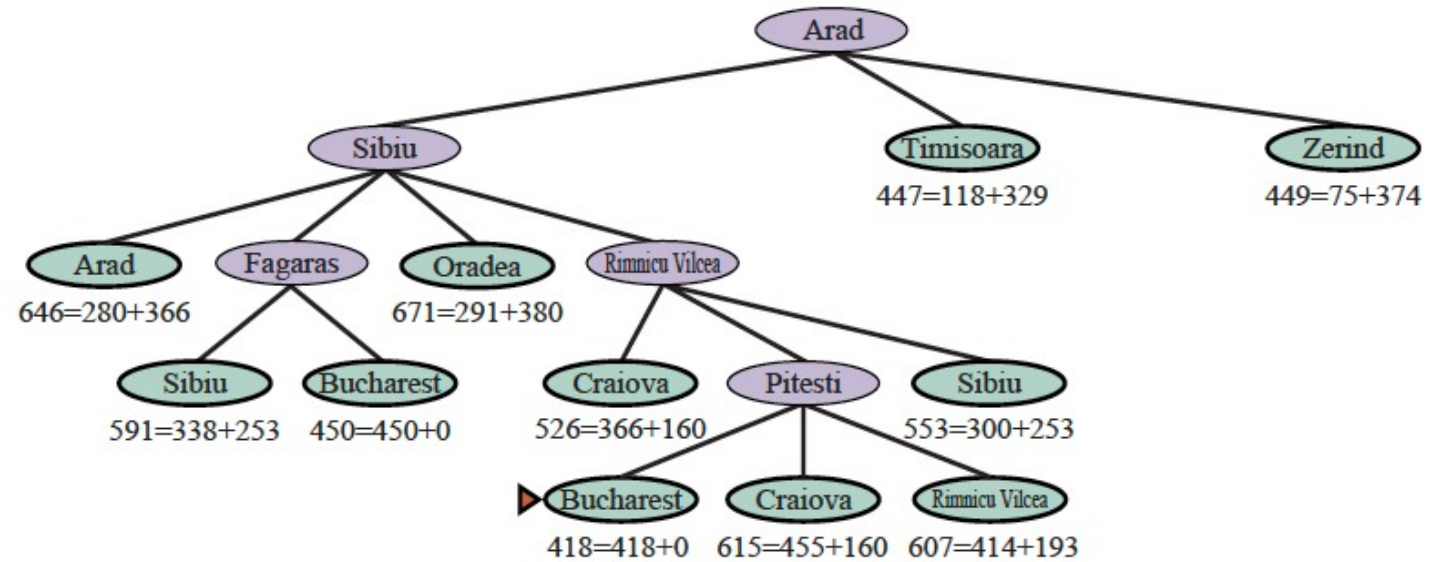 Arad
Sibiu
Timisoara
Zerind
447=118+329
449=75+374
Arad
Fagaras
Oradea
Rimnicu Vilcea
646=280+366
671=291+380
Sibiu
Bucharest
Craiova
Pitesti
Sibiu
591=338+253
450=450+0
526=366+160
553=300+253
Bucharest
Craiova
Rimnicu Vilcea
418=418+0
615=455+160
607=414+193